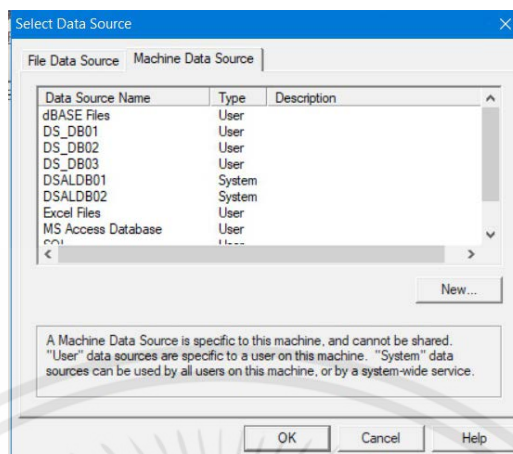 Select Data Source
File Data Source Machine Data Source
Data Source Name Type Description
dBASE Files User
DS_DB01 User
DS_DB02 User
DS_DB03 User
DSALDB01 System
DSALDB02 System
Excel Files User
MS Access Database User
New...
A Machine Data Source is specific to this machine, and cannot be shared.
"User" data sources are specific to a user on this machine. "System" data
sources can be used by all users on this machine, or by a system-wide service.
OK Cancel Help